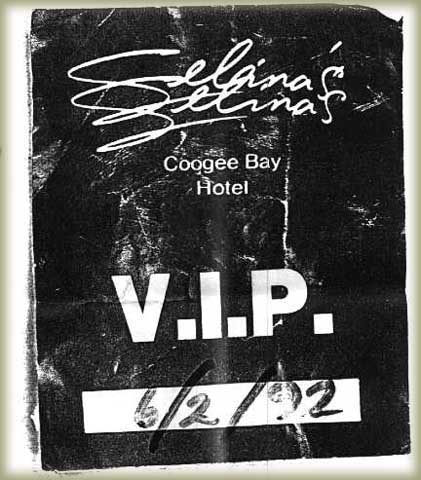 Selina's
Selina's
Coogee Bay
Hotel
V.I.P.
6/2/92